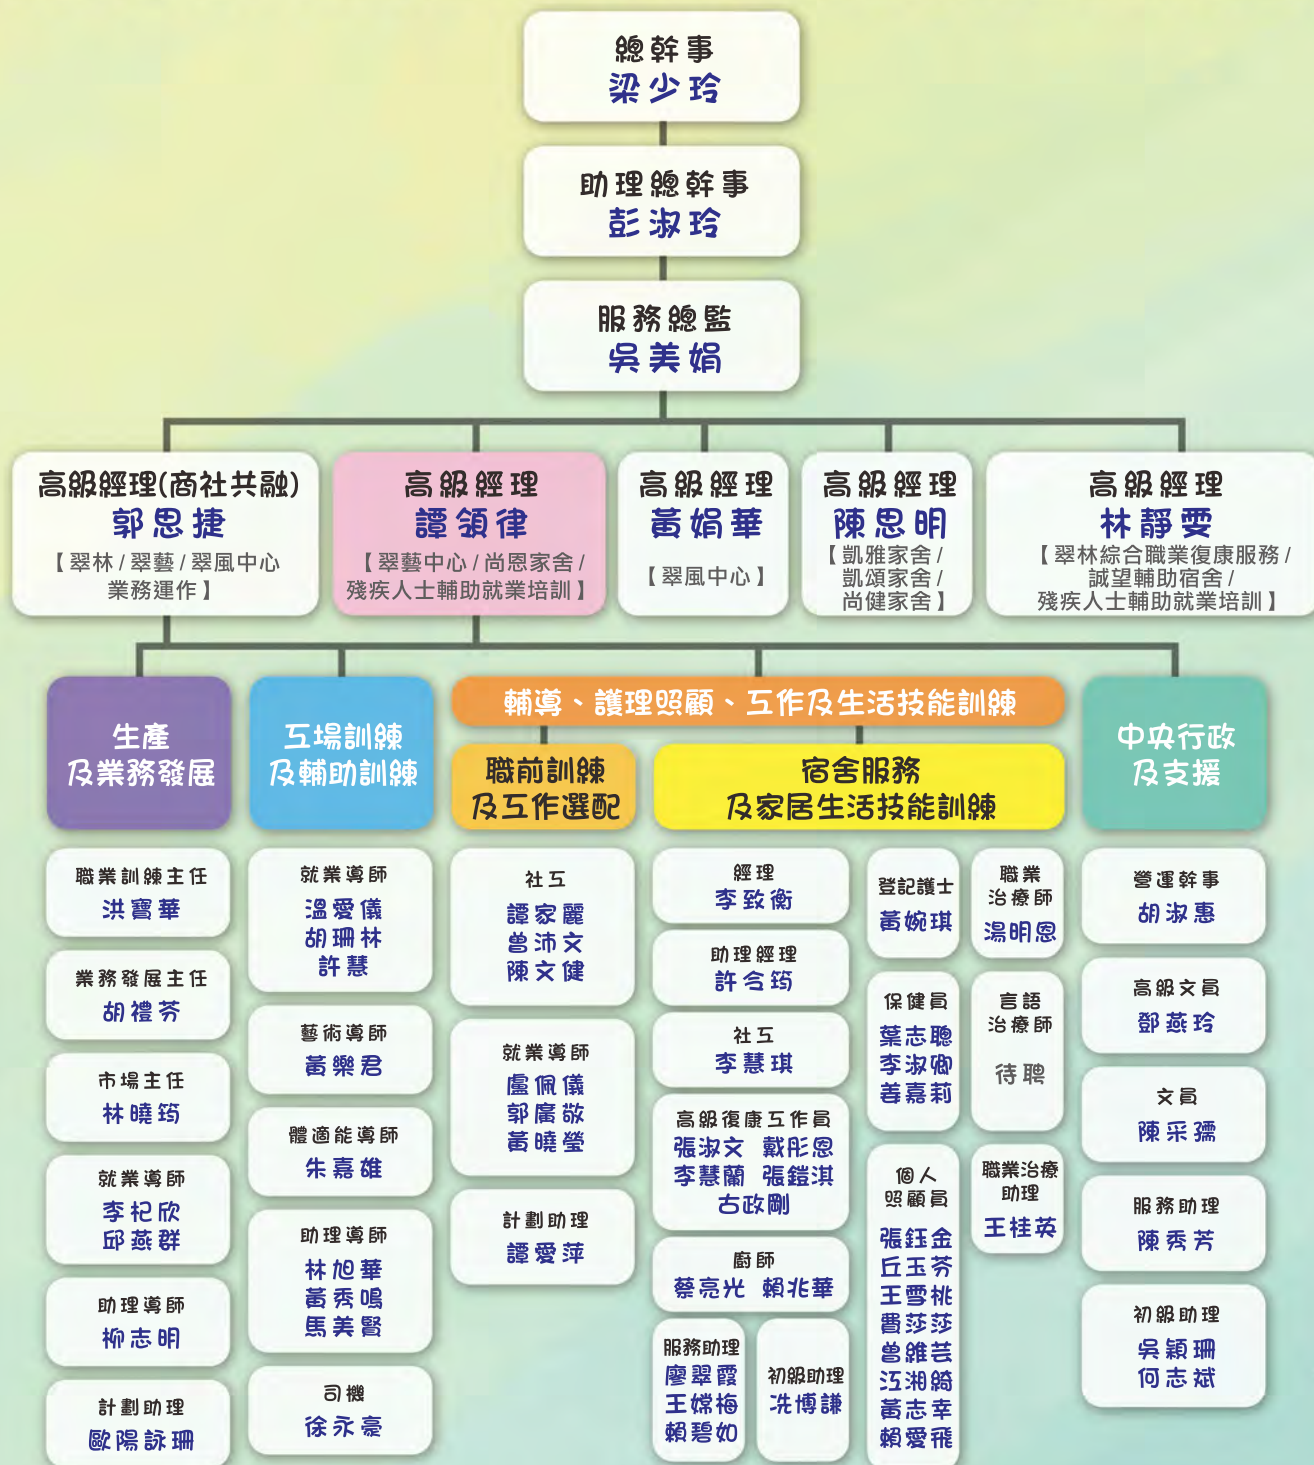 總幹事
梁少玲
助理總幹事
彭淑玲
服務總監
吳美娟
高級經理(商社共融)
郭思捷
【翠林/翠藝/翠風中心
業務運作】
高級經理
譚領律
【翠藝中心/尚恩家舍/
殘疾人士輔助就業培訓】
高級經理
黃娟華
【翠風中心】
高級經理
陳恩明
【凱雅家舍/
凱頌家舍/
尚健家舍】
高級經理
林靜雯
【翠林綜合職業復康服務/
誠望輔助宿舍/
殘疾人士輔助就業培訓】
生產
及業務發展
職業訓練主任
洪寶華
業務發展主任
胡禮芬
市場主任
林曉筠
就業導師
李杞欣
邱燕群
助理導師
柳志明
計劃助理
歐陽詠珊
工場訓練
及輔助訓練
就業導師
溫愛儀
胡珊林
許慧
藝術導師
黃樂君
體適能導師
朱嘉雄
助理導師
林旭華
黃秀鳴
馬美賢
司機
徐永豪
輔導、護理照顧、工作及生活技能訓練
職前訓練
及工作選配
社工
譚家麗
曾沛文
陳文健
就業導師
盧佩儀
郭廣敬
黃曉瑩
計劃助理
譚愛萍
宿舍服務
及家居生活技能訓練
經理
李致衡
助理經理
許令筠
社工
李慧琪
高級復康工作員
張淑文 戴彤恩
李慧蘭 張鎧淇
古政剛
廚師
蔡亮光 賴兆華
服務助理
廖翠霞
王嫦梅
賴碧如
初級助理
冼博謙
登記護士
黃婉琪
保健員
葉志聰
李淑卿
姜嘉莉
個人
照顧員
張鈺金
丘玉芬
王雪桃
費莎莎
曾維芸
江湘綺
黃志幸
賴愛飛
職業
治療師
湯明恩
言語
治療師
待聘
職業治療
助理
王桂英
中央行政
及支援
營運幹事
胡淑惠
高級文員
鄧燕玲
文員
陳采孺
服務助理
陳秀芳
初級助理
吳穎珊
何志斌